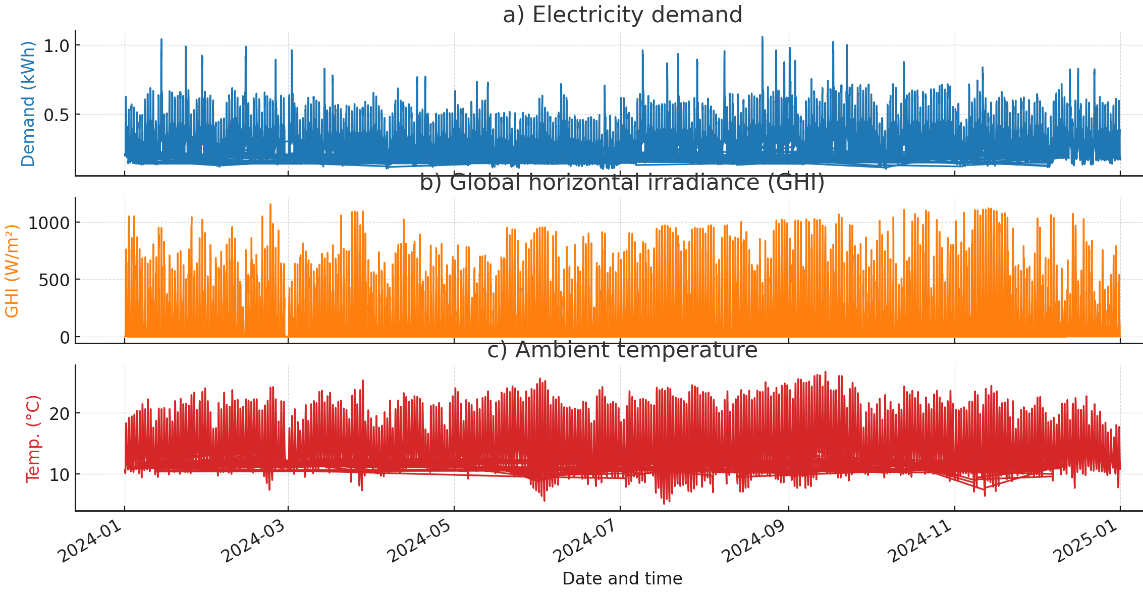 a) Electricity demand
Demand (kWh)
1.0
0.5
b) Global horizontal irradiance (GHI)
GHI (W/m²)
1000
500
0
c) Ambient temperature
Temp. (°C)
20
10
2024-01 2024-03 2024-05 2024-07 2024-09 2024-11 2025-01
Date and time